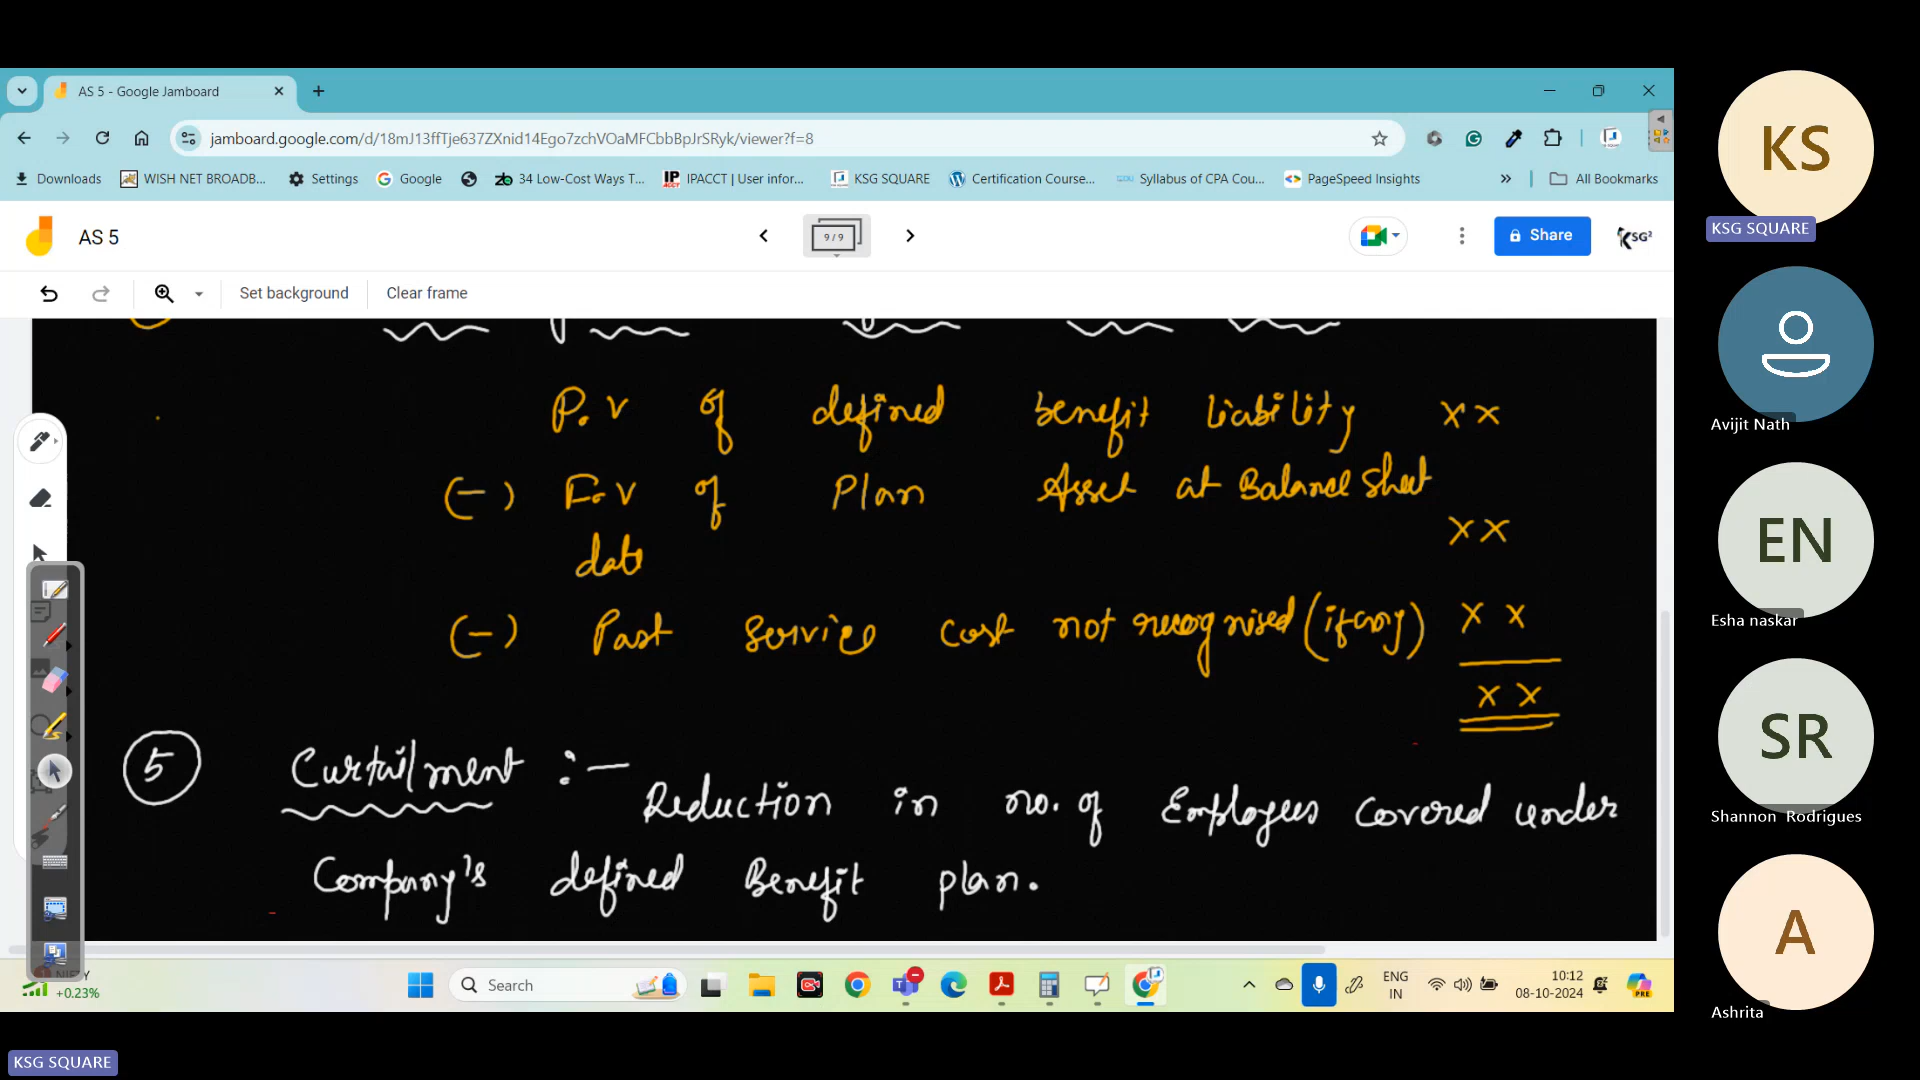 AS 5 - Google Jamboard
jamboard.google.com/d/18mJ13ffTje637ZXnid14Ego7zchVOaMFCbbBpJrSRyk/viewer?f=8
Downloads WISH NET BROADB... Settings Google 34 Low-Cost Ways T... IPACCT | User infor... KSG SQUARE Certification Course... Syllabus of CPA Cou... PageSpeed Insights » All Bookmarks
AS 5
9 / 9
Share
KSG²
Set background Clear frame
P.V of defined benefit liability XX
(-) F.V of Plan Asset at Balance Sheet
date XX
(-) Past Service cost not recognised (if any) XX
XX
5 Curtailment :- Reduction in no. of Employees covered under
Company's defined Benefit plan.
NIFTY
+0.23%
Search
ENG
IN
10:12
08-10-2024
KS
KSG SQUARE
Avijit Nath
EN
Esha naskar
SR
Shannon Rodrigues
A
Ashrita
KSG SQUARE